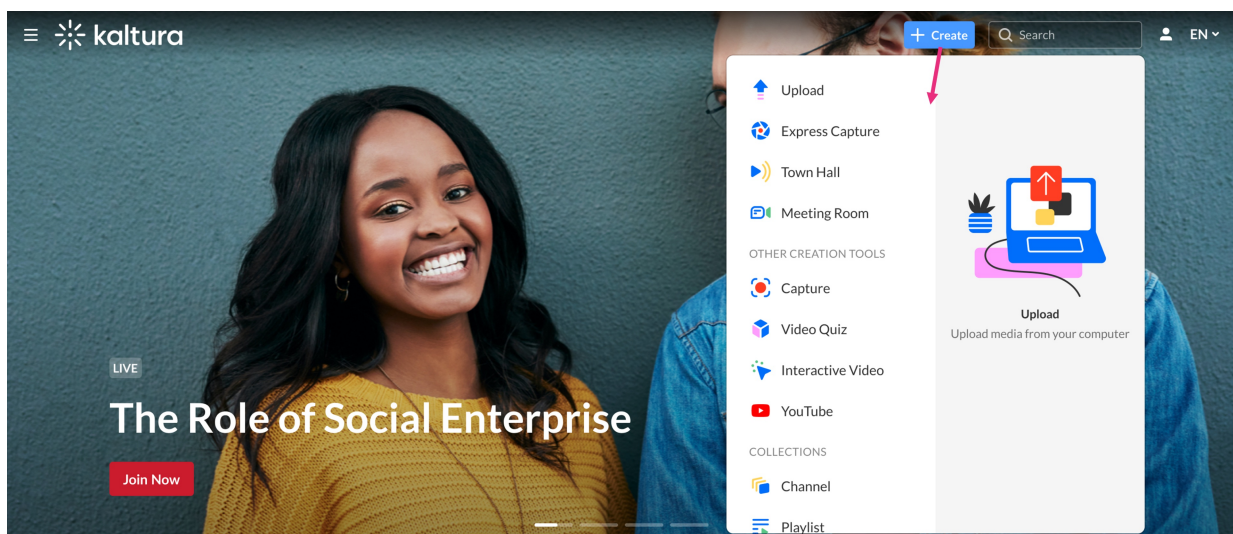 kaltura
+ Create
Search
EN
Upload
Express Capture
Town Hall
Meeting Room
OTHER CREATION TOOLS
Capture
Video Quiz
Interactive Video
YouTube
COLLECTIONS
Channel
Playlist
Upload
Upload media from your computer
LIVE
The Role of Social Enterprise
Join Now